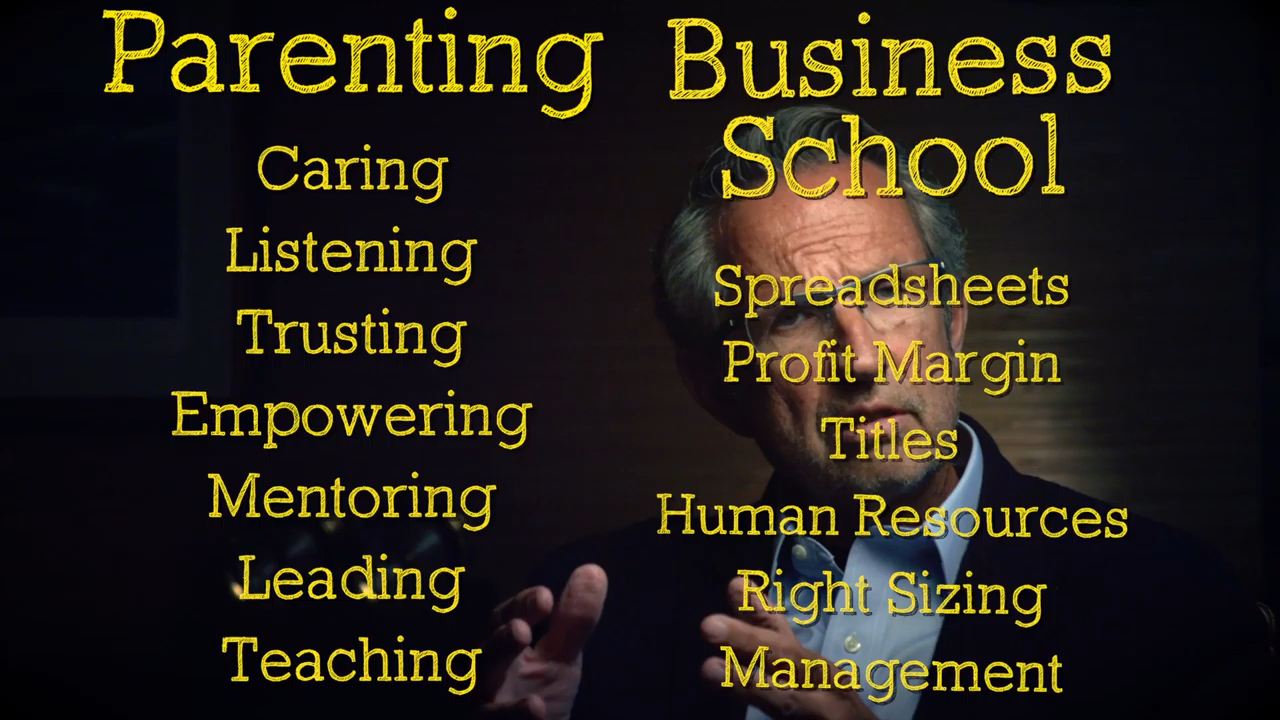 Parenting
Caring
Listening
Trusting
Empowering
Mentoring
Leading
Teaching
Business
School
Spreadsheets
Profit Margin
Titles
Human Resources
Right Sizing
Management